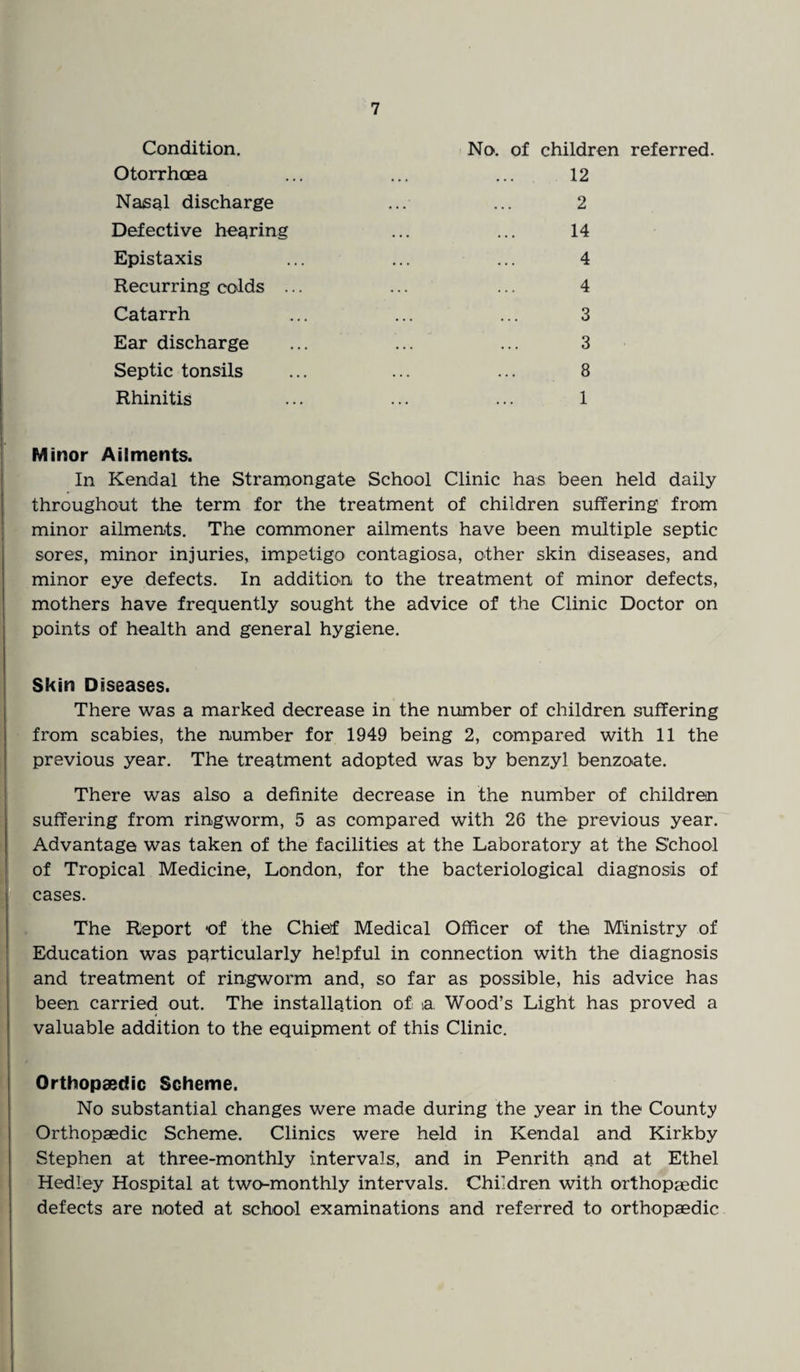 7
Condition. No. of children referred.
Otorrhœa ... ... ... 12
Nasal discharge ... ... 2
Defective hearing ... ... 14
Epistaxis ... ... ... 4
Recurring colds ... ... ... 4
Catarrh ... ... ... 3
Ear discharge ... ... ... 3
Septic tonsils ... ... ... 8
Rhinitis ... ... ... 1
Minor Ailments.
In Kendal the Stramongate School Clinic has been held daily
throughout the term for the treatment of children suffering from
minor ailments. The commoner ailments have been multiple septic
sores, minor injuries, impetigo contagiosa, other skin diseases, and
minor eye defects. In addition to the treatment of minor defects,
mothers have frequently sought the advice of the Clinic Doctor on
points of health and general hygiene.
Skin Diseases.
There was a marked decrease in the number of children suffering
from scabies, the number for 1949 being 2, compared with 11 the
previous year. The treatment adopted was by benzyl benzoate.
There was also a definite decrease in the number of children
suffering from ringworm, 5 as compared with 26 the previous year.
Advantage was taken of the facilities at the Laboratory at the School
of Tropical Medicine, London, for the bacteriological diagnosis of
cases.
The Report of the Chief Medical Officer of the Ministry of
Education was particularly helpful in connection with the diagnosis
and treatment of ringworm and, so far as possible, his advice has
been carried out. The installation of a Wood's Light has proved a
valuable addition to the equipment of this Clinic.
Orthopædic Scheme.
No substantial changes were made during the year in the County
Orthopædic Scheme. Clinics were held in Kendal and Kirkby
Stephen at three-monthly intervals, and in Penrith and at Ethel
Hedley Hospital at two-monthly intervals. Children with orthopædic
defects are noted at school examinations and referred to orthopædic